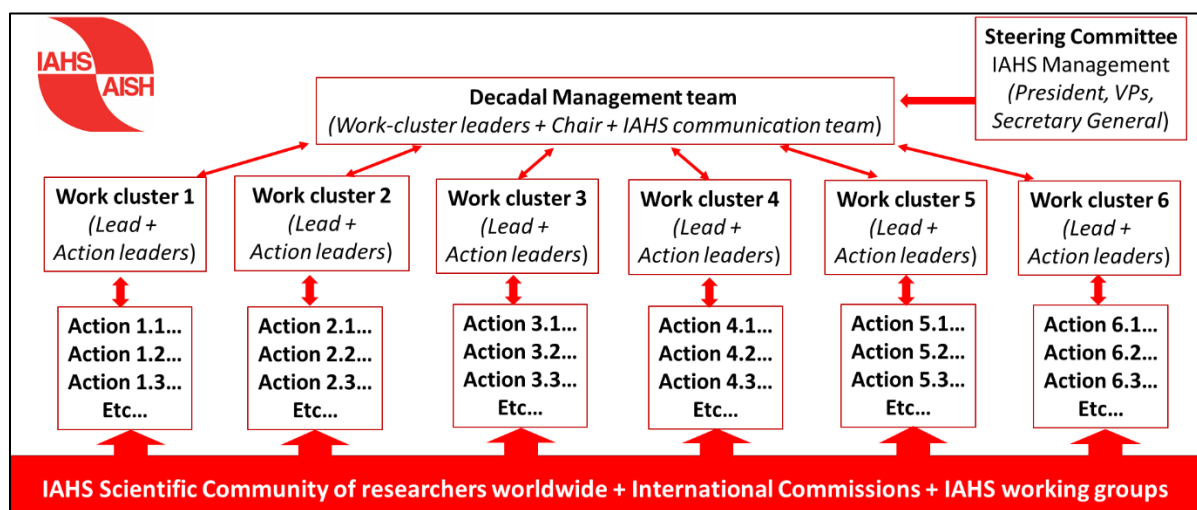 IAHS
AISH
Steering Committee
IAHS Management
(President, VPs,
Secretary General)
Decadal Management team
(Work-cluster leaders + Chair + IAHS communication team)
Work cluster 1
(Lead +
Action leaders)
Work cluster 2
(Lead +
Action leaders)
Work cluster 3
(Lead +
Action leaders)
Work cluster 4
(Lead +
Action leaders)
Work cluster 5
(Lead +
Action leaders)
Work cluster 6
(Lead +
Action leaders)
Action 1.1...
Action 1.2...
Action 1.3...
Etc...
Action 2.1...
Action 2.2...
Action 2.3...
Etc...
Action 3.1...
Action 3.2...
Action 3.3...
Etc...
Action 4.1...
Action 4.2...
Action 4.3...
Etc...
Action 5.1...
Action 5.2...
Action 5.3...
Etc...
Action 6.1...
Action 6.2...
Action 6.3...
Etc...
IAHS Scientific Community of researchers worldwide + International Commissions + IAHS working groups